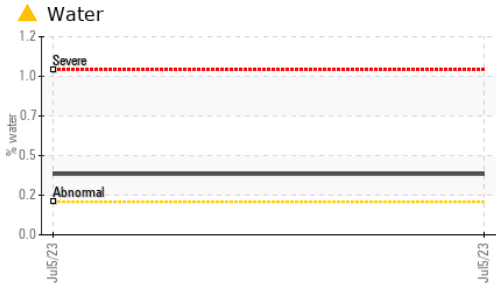 Water
1.2
Severe
1.0
0.7
% water
0.5
0.2
Abnormal
0.0
Jul5/23
Jul5/23